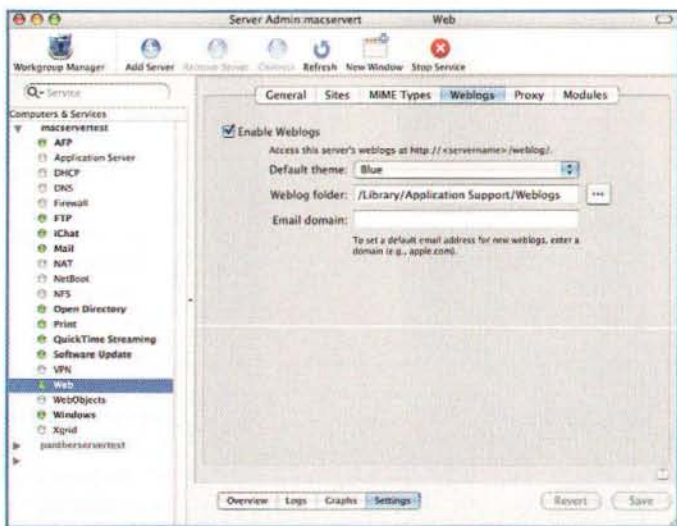 Server Admin:macservert Web
Workgroup Manager Add Server Remove Server Connect Refresh New Window Stop Service
Service
Computers & Services
macservertest
AFP
Application Server
DHCP
DNS
Firewall
FTP
iChat
Mail
NAT
NetBoot
NFS
Open Directory
Print
QuickTime Streaming
Software Update
VPN
Web
WebObjects
Windows
Xgrid
pantherservertest
General Sites MIME Types Weblogs Proxy Modules
Enable Weblogs
Access this server's weblogs at http://<servername>/weblog/.
Default theme: Blue
Weblog folder: /Library/Application Support/Weblogs ...
Email domain:
To set a default email address for new weblogs, enter a
domain (e.g., apple.com).
Overview Logs Graphs Settings Revert Save